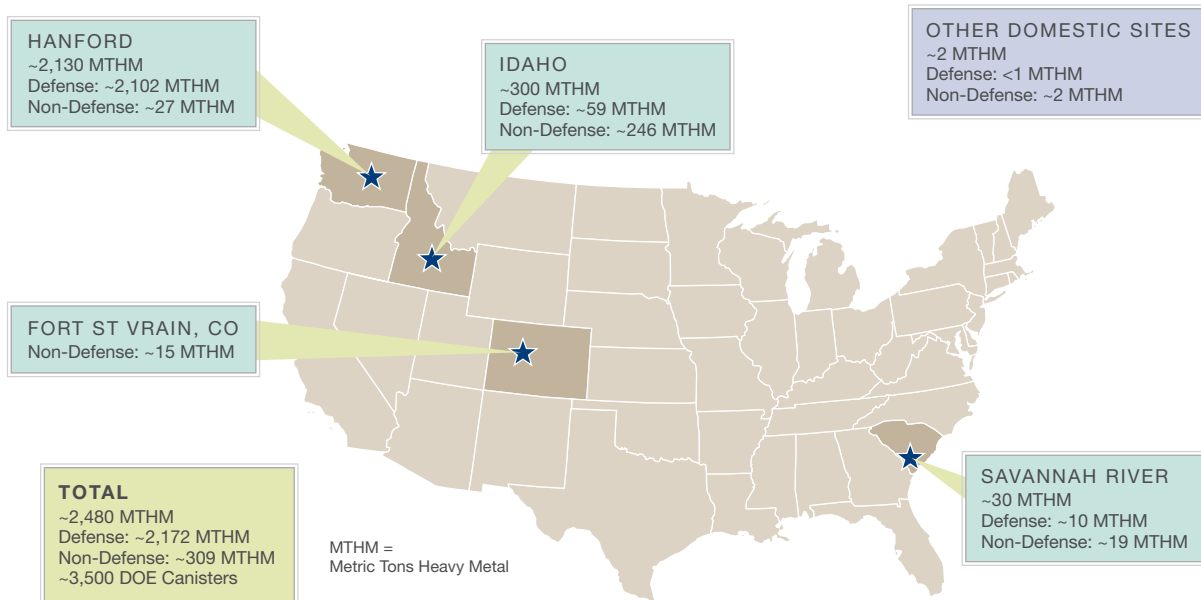 HANFORD
~2,130 MTHM
Defense: ~2,102 MTHM
Non-Defense: ~27 MTHM
IDAHO
~300 MTHM
Defense: ~59 MTHM
Non-Defense: ~246 MTHM
OTHER DOMESTIC SITES
~2 MTHM
Defense: <1 MTHM
Non-Defense: ~2 MTHM
FORT ST VRAIN, CO
Non-Defense: ~15 MTHM
TOTAL
~2,480 MTHM
Defense: ~2,172 MTHM
Non-Defense: ~309 MTHM
~3,500 DOE Canisters
MTHM =
Metric Tons Heavy Metal
SAVANNAH RIVER
~30 MTHM
Defense: ~10 MTHM
Non-Defense: ~19 MTHM